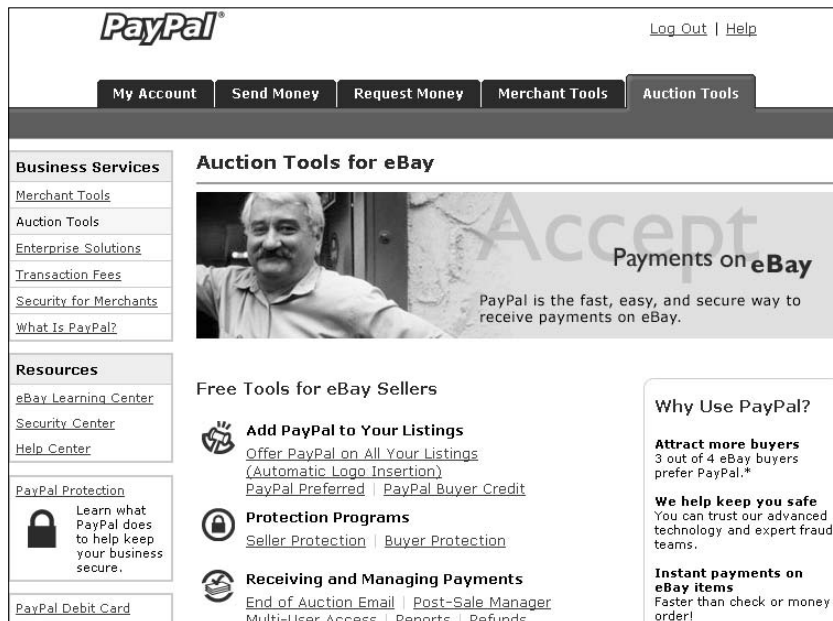 PayPal®
Log Out | Help
My Account
Send Money
Request Money
Merchant Tools
Auction Tools
Business Services
Merchant Tools
Auction Tools
Enterprise Solutions
Transaction Fees
Security for Merchants
What Is PayPal?
Resources
eBay Learning Center
Security Center
Help Center
PayPal Protection
Learn what
PayPal does
to help keep
your business
secure.
PayPal Debit Card
Auction Tools for eBay
Accept
Payments on eBay
PayPal is the fast, easy, and secure way to
receive payments on eBay.
Free Tools for eBay Sellers
Add PayPal to Your Listings
Offer PayPal on All Your Listings
(Automatic Logo Insertion)
PayPal Preferred | PayPal Buyer Credit
Protection Programs
Seller Protection | Buyer Protection
Receiving and Managing Payments
End of Auction Email | Post-Sale Manager
Multi-User Access | Reports | Refunds
Why Use PayPal?
Attract more buyers
3 out of 4 eBay buyers
prefer PayPal.*
We help keep you safe
You can trust our advanced
technology and expert fraud
teams.
Instant payments on
eBay items
Faster than check or money
order!